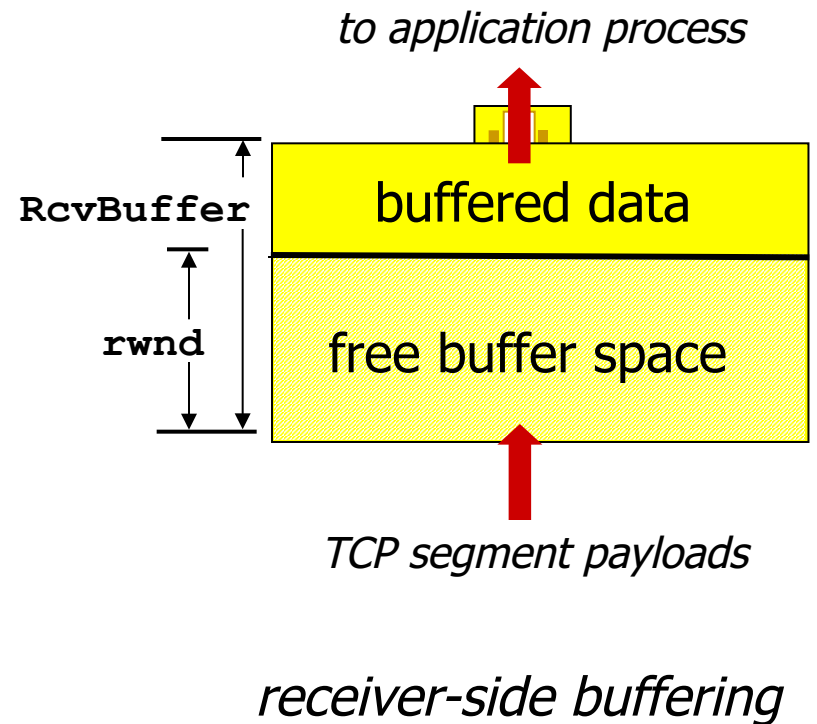 to application process
RcvBuffer
buffered data
rwnd
free buffer space
TCP segment payloads
receiver-side buffering